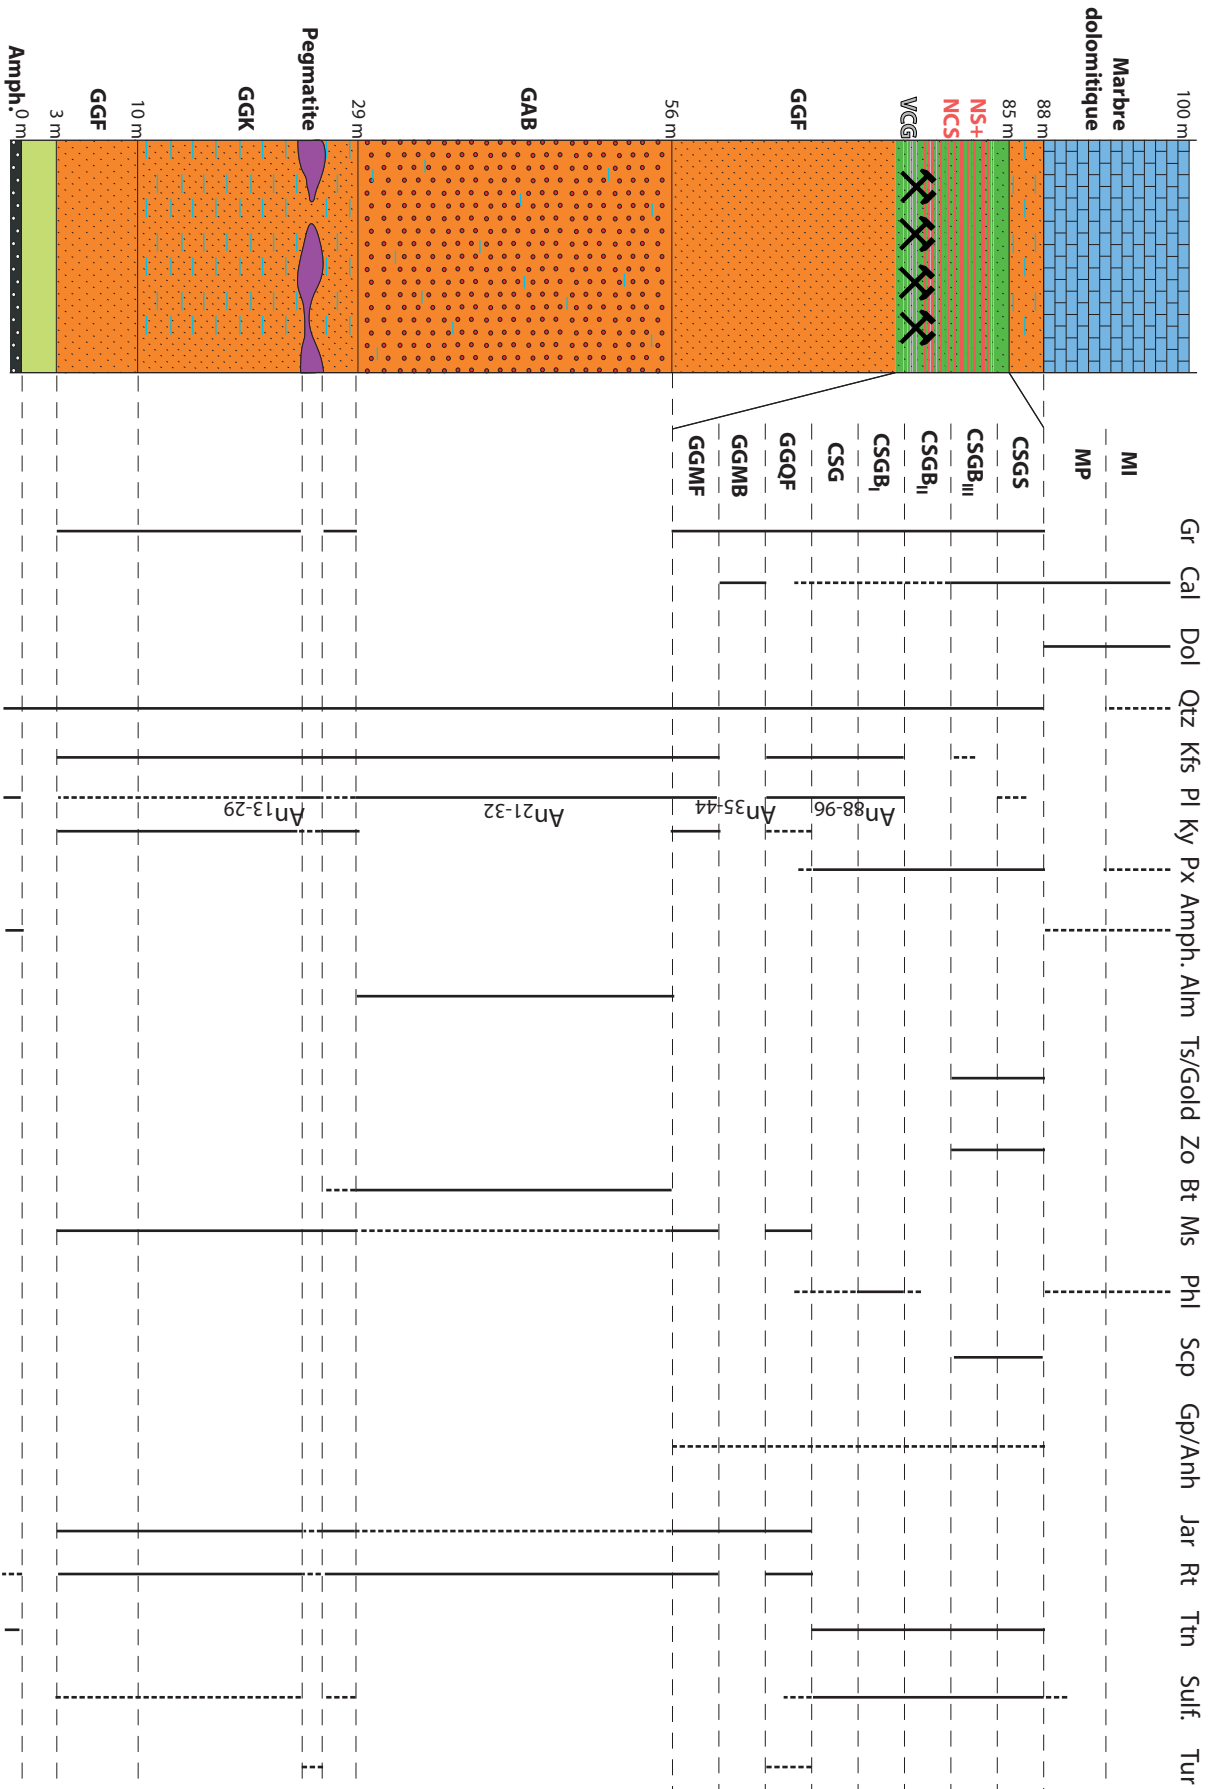 Gr Cal Dol Qtz Kfs Pl Ky Px Amph. Alm Ts/Gold Zo Bt Ms Phl Scp Gp/Anh Jar Rt Ttn Sulf. Tur
100 m
Marbre
dolomitique
88 m
85 m
NS+
NCS
VCG
GGF
56 m
GAB
29 m
Pegmatite
GGK
10 m
GGF
3 m
0 m
Amph.
MI
MP
CSGS
CSGBIII
CSGBII
CSGBI
CSG
GGQF
GGMB
GGMF
An88-96
An35-44
An21-32
An13-29